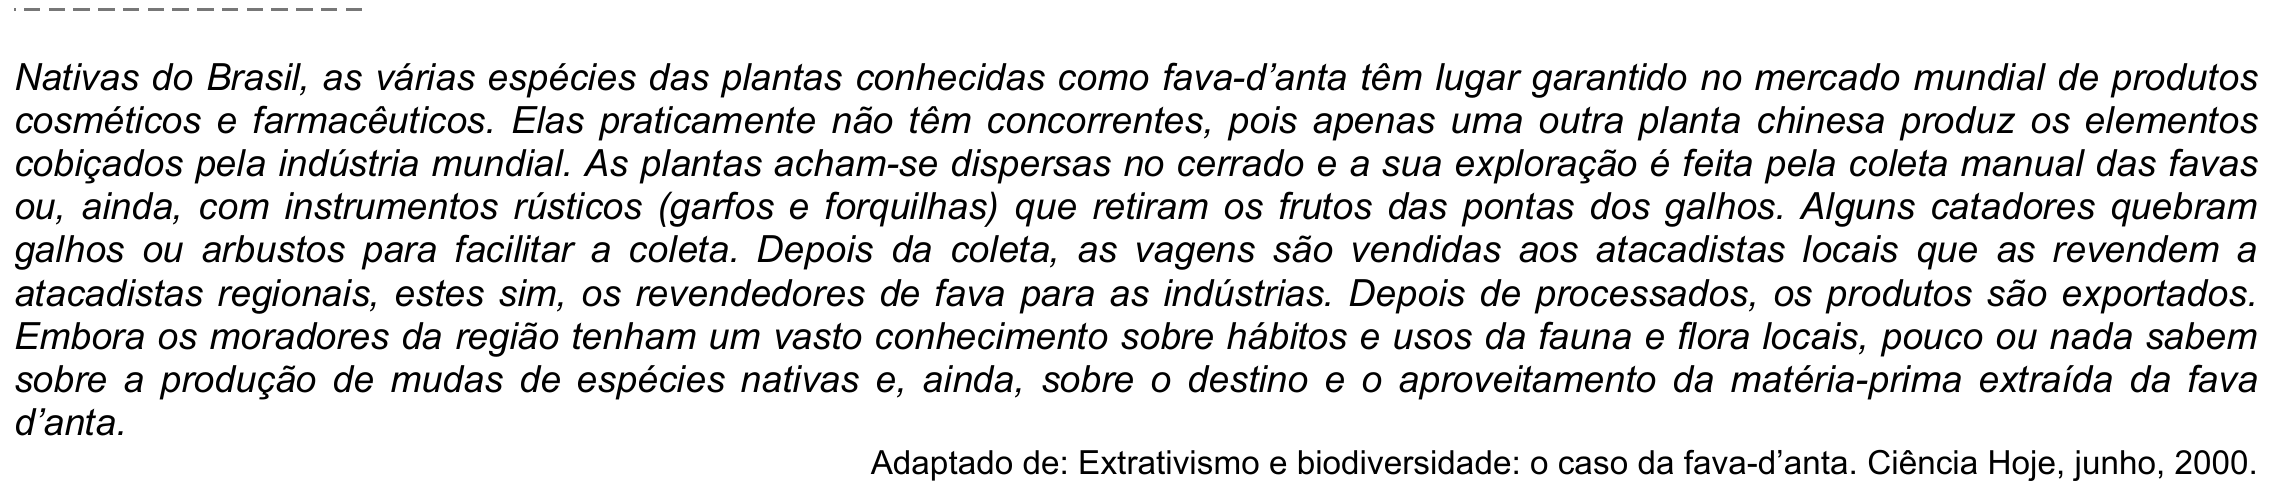 Nativas do Brasil, as várias espécies das plantas conhecidas como fava-d’anta têm lugar garantido no mercado mundial de produtos
cosméticos e farmacêuticos. Elas praticamente não têm concorrentes, pois apenas uma outra planta chinesa produz os elementos
cobiçados pela indústria mundial. As plantas acham-se dispersas no cerrado e a sua exploração é feita pela coleta manual das favas
ou, ainda, com instrumentos rústicos (garfos e forquilhas) que retiram os frutos das pontas dos galhos. Alguns catadores quebram
galhos ou arbustos para facilitar a coleta. Depois da coleta, as vagens são vendidas aos atacadistas locais que as revendem a
atacadistas regionais, estes sim, os revendedores de fava para as indústrias. Depois de processados, os produtos são exportados.
Embora os moradores da região tenham um vasto conhecimento sobre hábitos e usos da fauna e flora locais, pouco ou nada sabem
sobre a produção de mudas de espécies nativas e, ainda, sobre o destino e o aproveitamento da matéria-prima extraída da fava
d’anta.
Adaptado de: Extrativismo e biodiversidade: o caso da fava-d’anta. Ciência Hoje, junho, 2000.